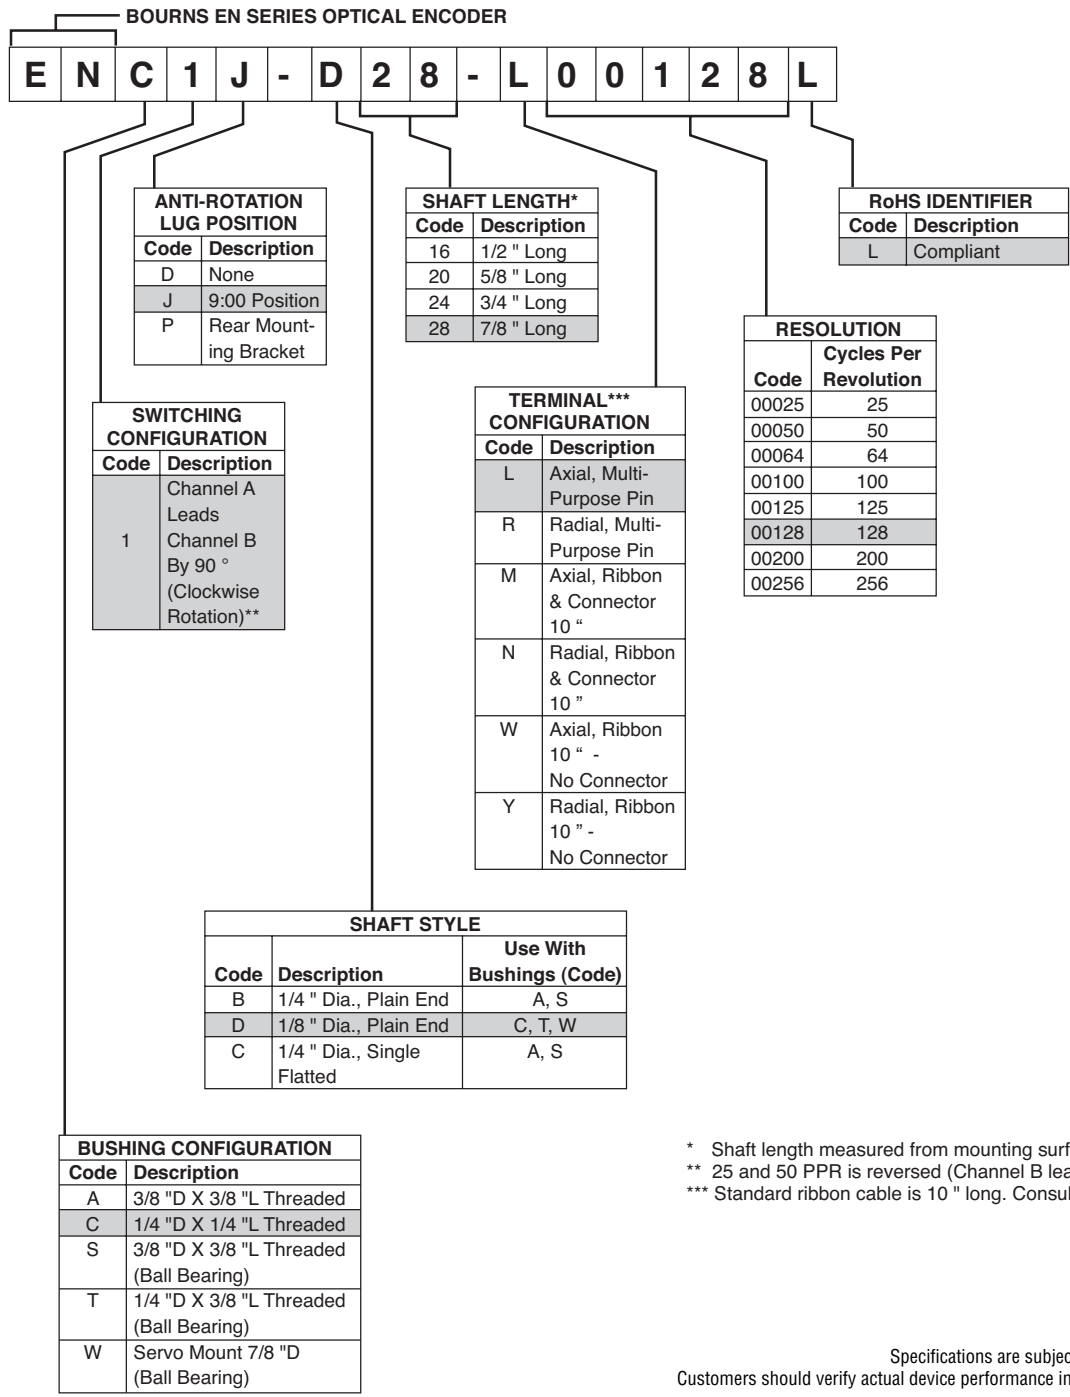 BOURNS EN SERIES OPTICAL ENCODER
E N C 1 J - D 2 8 - L 0 0 1 2 8 L
ANTI-ROTATION
LUG POSITION
Code Description
D None
J 9:00 Position
P Rear Mount-
ing Bracket
SHAFT LENGTH*
Code Description
16 1/2 " Long
20 5/8 " Long
24 3/4 " Long
28 7/8 " Long
RoHS IDENTIFIER
Code Description
L Compliant
RESOLUTION
Cycles Per
Code Revolution
00025 25
00050 50
00064 64
00100 100
00125 125
00128 128
00200 200
00256 256
SWITCHING
CONFIGURATION
Code Description
Channel A
Leads
1 Channel B
By 90 °
(Clockwise
Rotation)**
TERMINAL***
CONFIGURATION
Code Description
L Axial, Multi-
Purpose Pin
R Radial, Multi-
Purpose Pin
M Axial, Ribbon
& Connector
10 “
N Radial, Ribbon
& Connector
10 ”
W Axial, Ribbon
10 “ -
No Connector
Y Radial, Ribbon
10 ” -
No Connector
SHAFT STYLE
Use With
Code Description Bushings (Code)
B 1/4 " Dia., Plain End A, S
D 1/8 " Dia., Plain End C, T, W
C 1/4 " Dia., Single A, S
Flatted
BUSHING CONFIGURATION
Code Description
A 3/8 "D X 3/8 "L Threaded
C 1/4 "D X 1/4 "L Threaded
S 3/8 "D X 3/8 "L Threaded
(Ball Bearing)
T 1/4 "D X 3/8 "L Threaded
(Ball Bearing)
W Servo Mount 7/8 "D
(Ball Bearing)
* Shaft length measured from mounting
** 25 and 50 PPR is reversed (Channel B
*** Standard ribbon cable is 10 " long.
Specifications are
Customers should verify actual device performance in